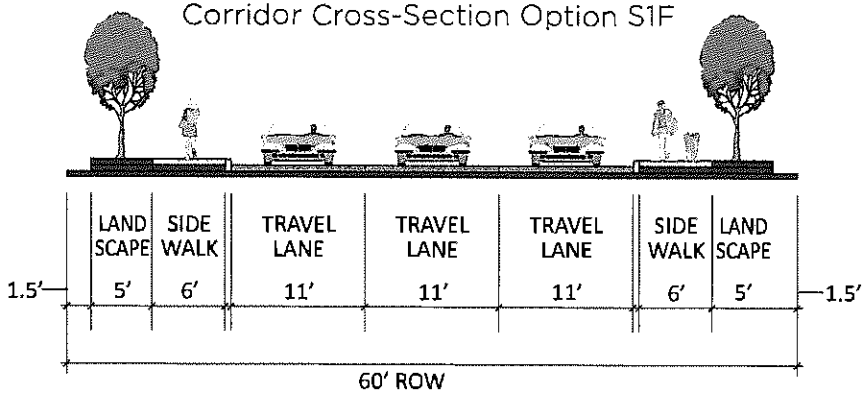 Corridor Cross-Section Option S1F
LAND SCAPE
SIDE WALK
TRAVEL LANE
TRAVEL LANE
TRAVEL LANE
SIDE WALK
LAND SCAPE
1.5'
5'
6'
11'
11'
11'
6'
5'
1.5'
60' ROW